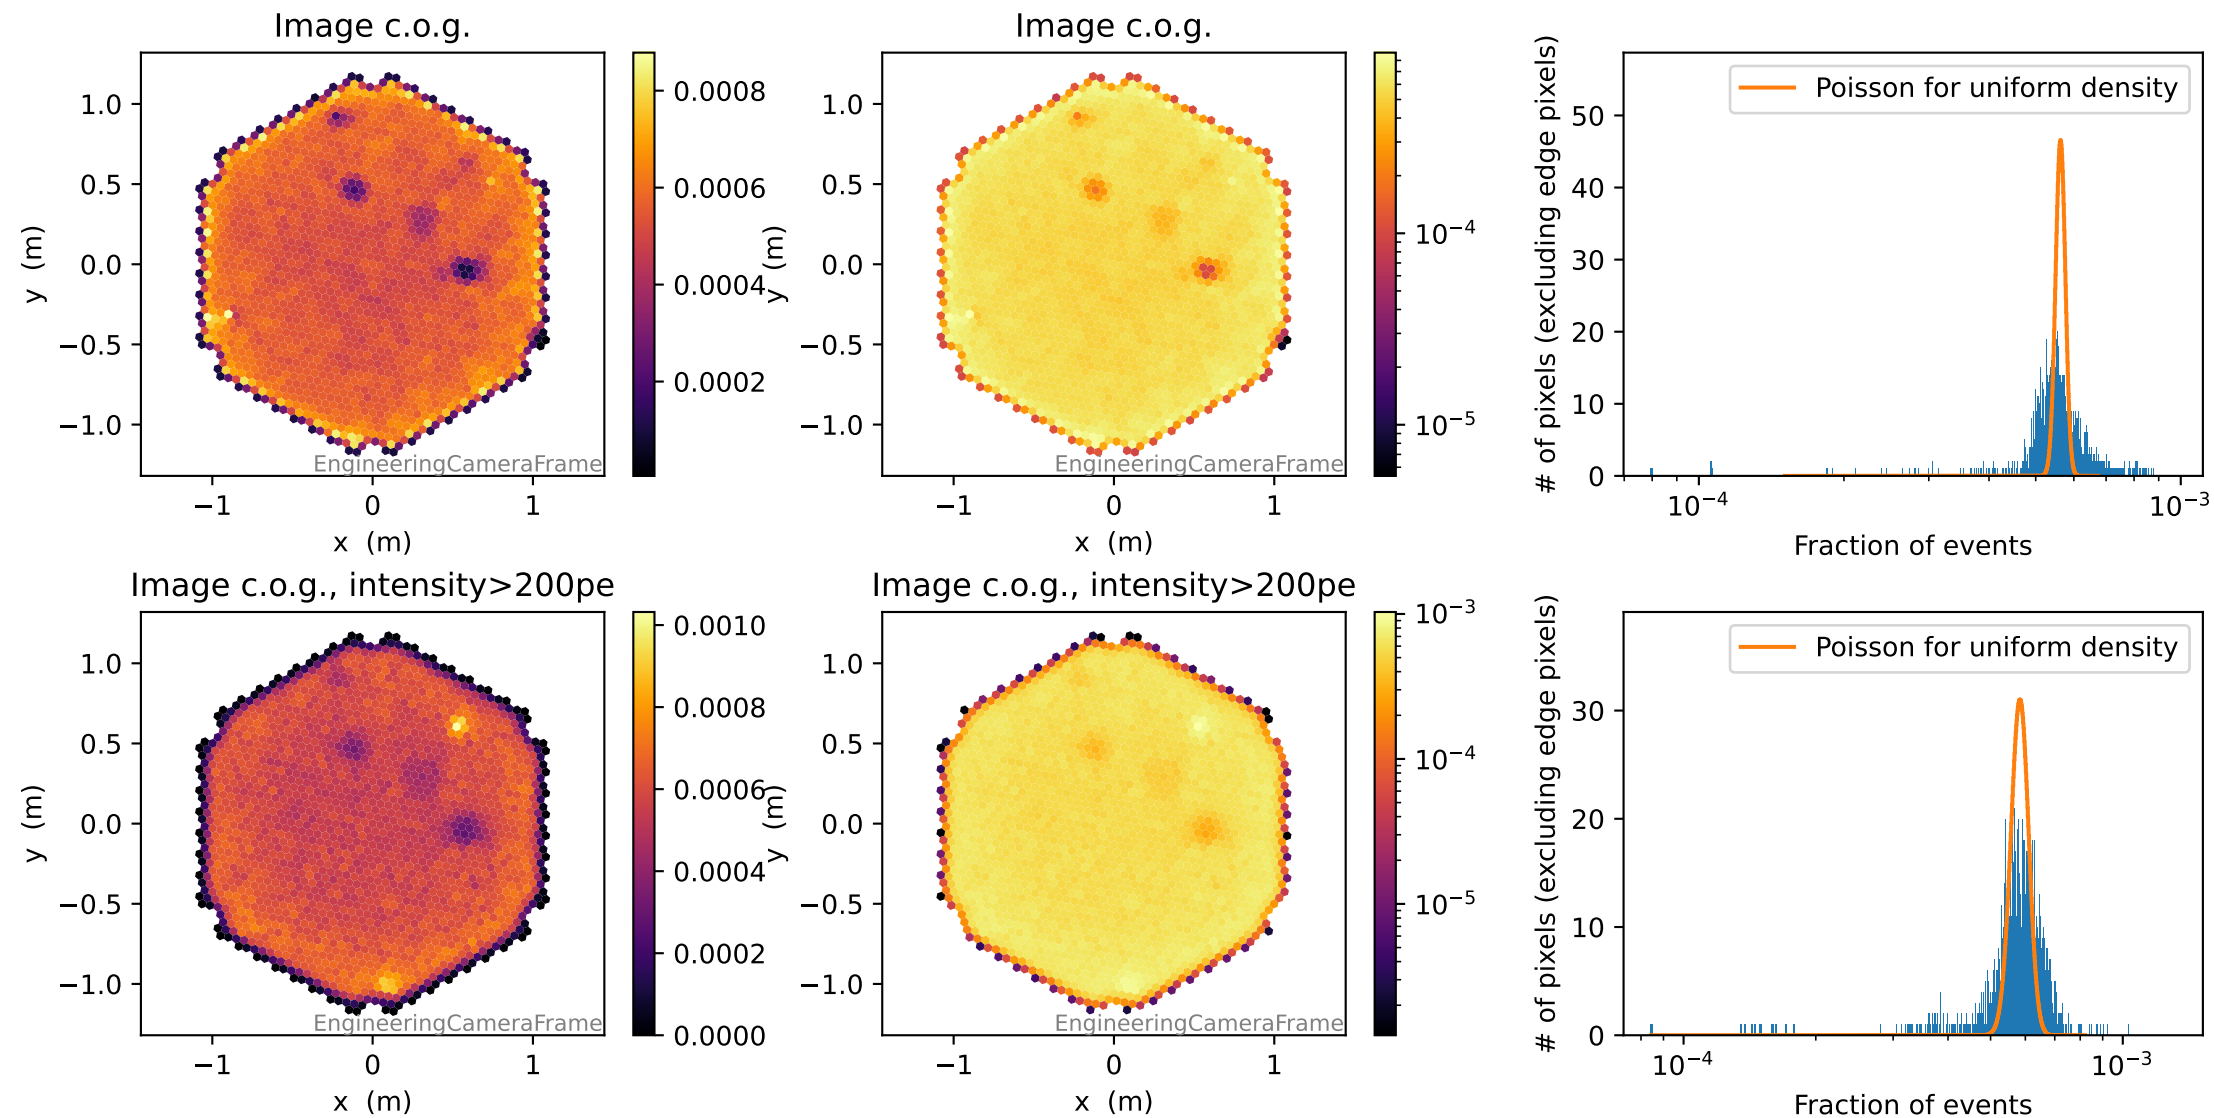 Image c.o.g.
1.0
0.5
0.0
−0.5
−1.0
y (m)
−1
0
1
x (m)
EngineeringCameraFrame
0.0008
0.0006
0.0004
0.0002
Image c.o.g.
1.0
0.5
0.0
−0.5
−1.0
y (m)
−1
0
1
x (m)
EngineeringCameraFrame
10⁻⁴
10⁻⁵
# of pixels (excluding edge pixels)
50
40
30
20
10
0
Poisson for uniform density
10⁻⁴
10⁻³
Fraction of events
Image c.o.g., intensity>200pe
1.0
0.5
0.0
−0.5
−1.0
y (m)
−1
0
1
x (m)
EngineeringCameraFrame
0.0010
0.0008
0.0006
0.0004
0.0002
0.0000
Image c.o.g., intensity>200pe
1.0
0.5
0.0
−0.5
−1.0
y (m)
−1
0
1
x (m)
EngineeringCameraFrame
10⁻³
10⁻⁴
10⁻⁵
# of pixels (excluding edge pixels)
30
20
10
0
Poisson for uniform density
10⁻⁴
10⁻³
Fraction of events